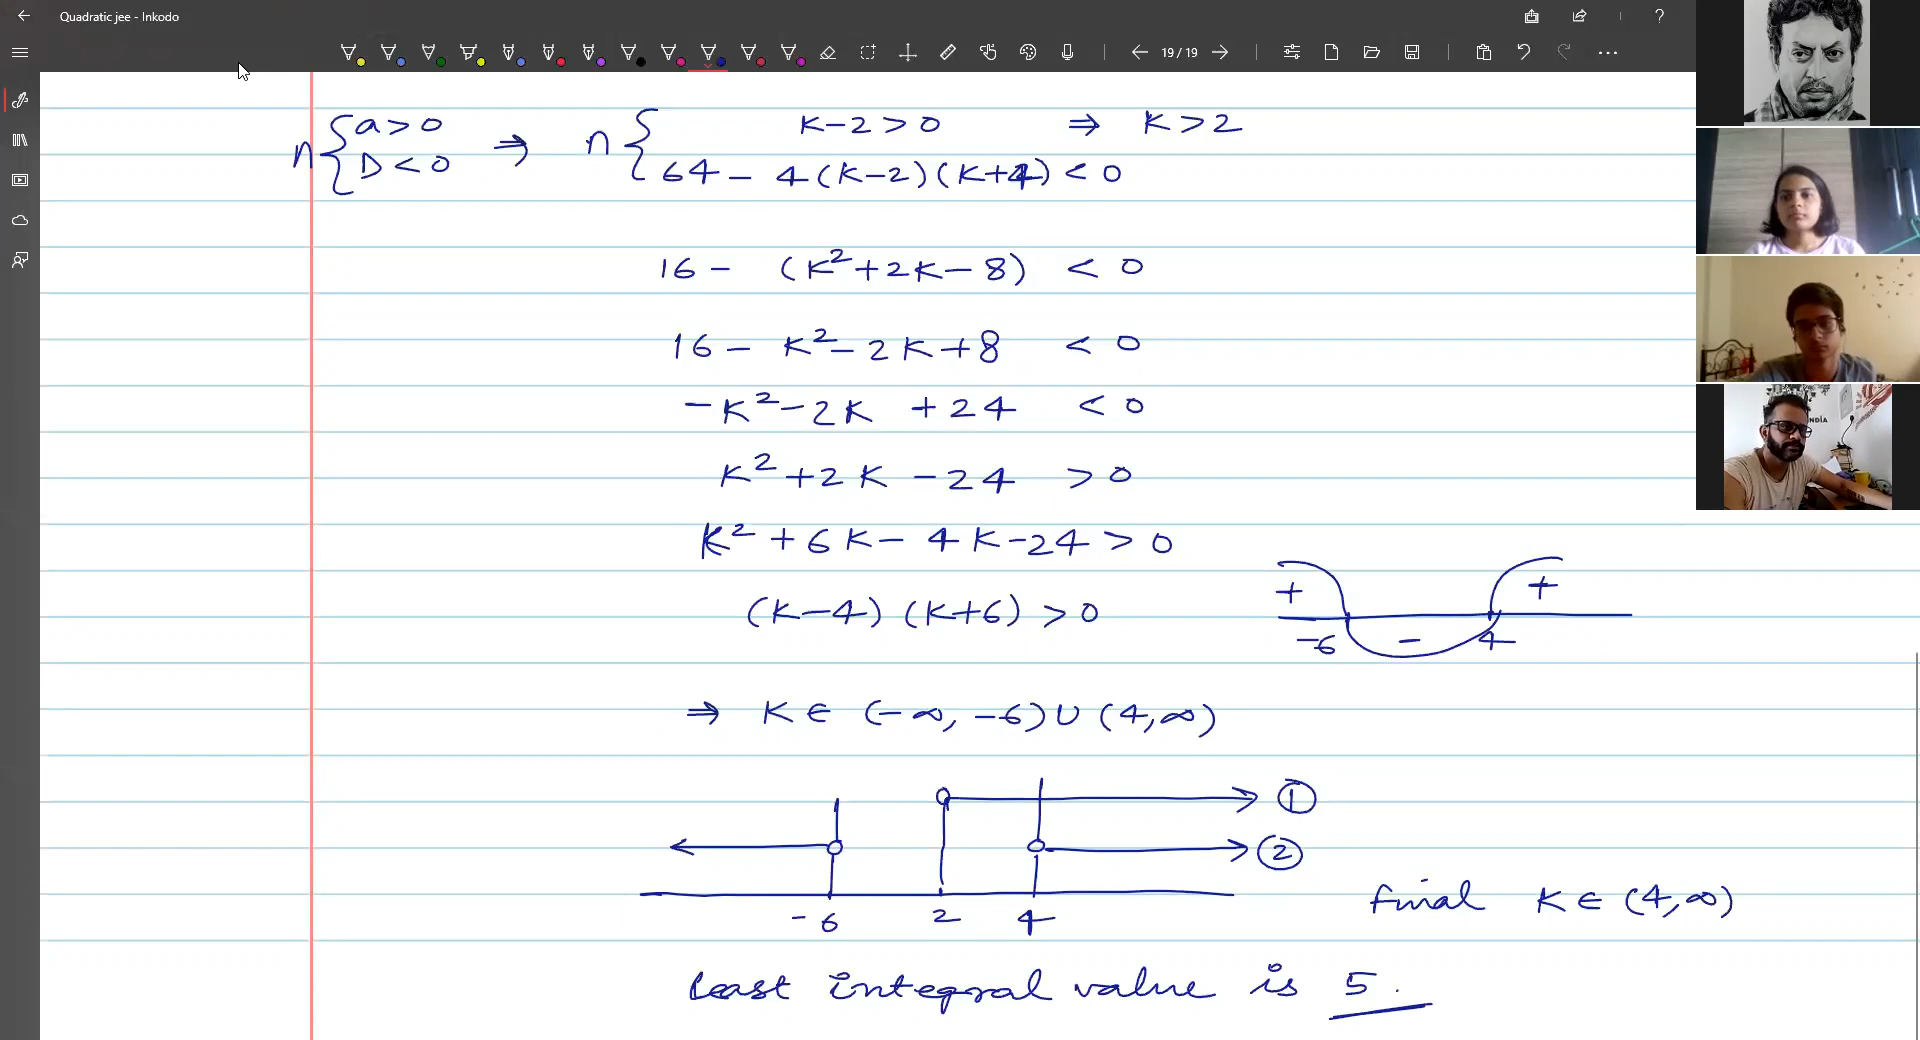 Quadratic jee - Inkodo
19 / 19
?
n { a > 0 ⇒ n { K - 2 > 0 ⇒ K > 2
D < 0 64 - 4 (K-2) (K+4) < 0
16 - (K²+2K-8) < 0
16 - K² - 2K + 8 < 0
-K² - 2K + 24 < 0
K² + 2K - 24 > 0
K² + 6K - 4K - 24 > 0
+ - +
(K-4) (K+6) > 0
-6 4
⇒ K ∈ (-∞, -6) ∪ (4, ∞)
①
②
-6 2 4
final K ∈ (4, ∞)
least integral value is 5.
INDIA